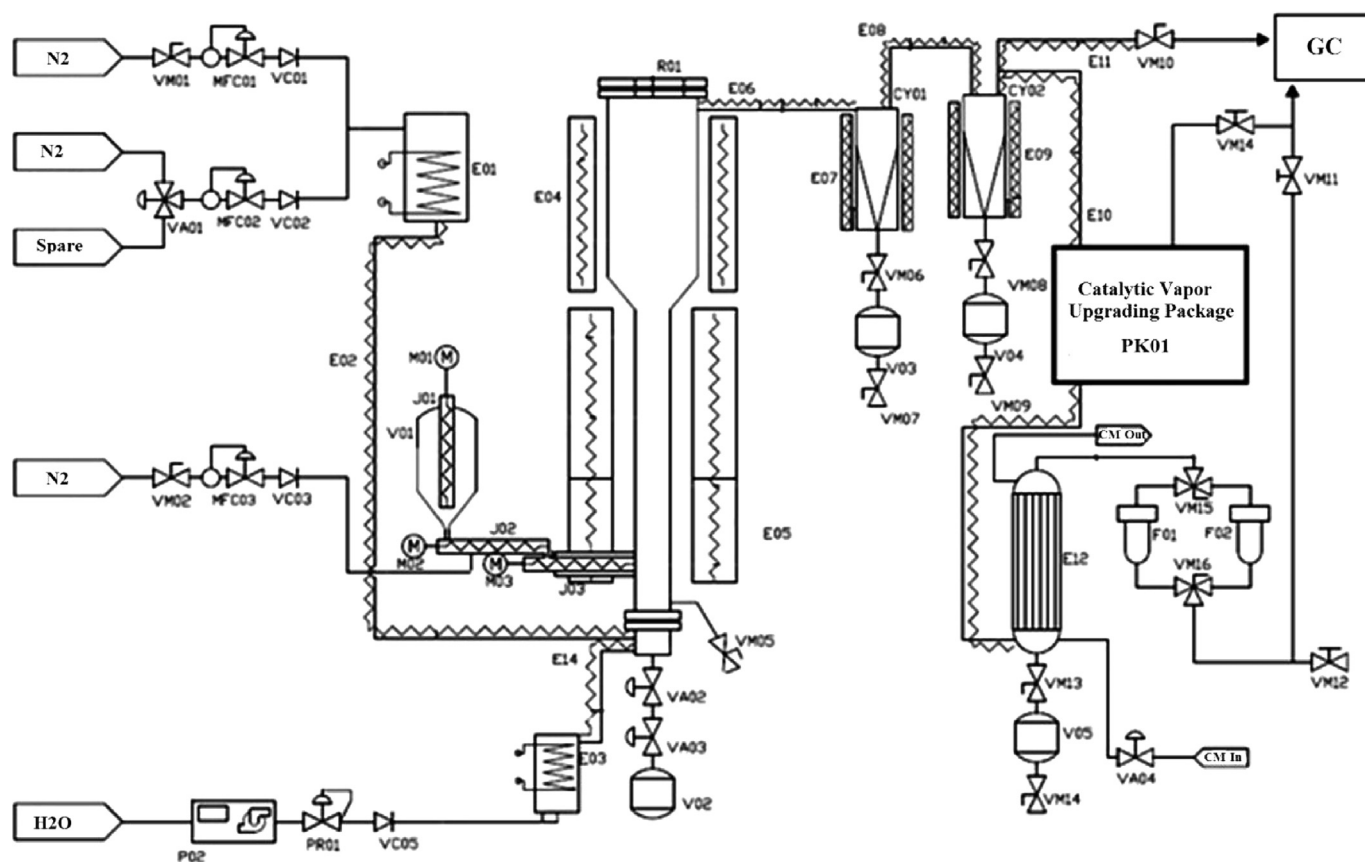 N2
VM01
MFC01
VC01
N2
VA01
MFC02
VC02
Spare
E01
E02
N2
VM02
MFC03
VC03
M01
J01
V01
J02
M02
M03
J03
E04
R01
E05
E06
VM05
E14
VA02
VA03
V02
E03
H2O
P02
PR01
VC05
E07
CY01
E08
CY02
E09
VM06
V03
VM07
VM08
V04
VM09
E10
E11
VM10
GC
VM14
VM11
Catalytic Vapor
Upgrading Package
PK01
CM Out
E12
VM15
F01
F02
VM16
VM12
VM13
V05
VM14
VA04
CM In
M
M
M